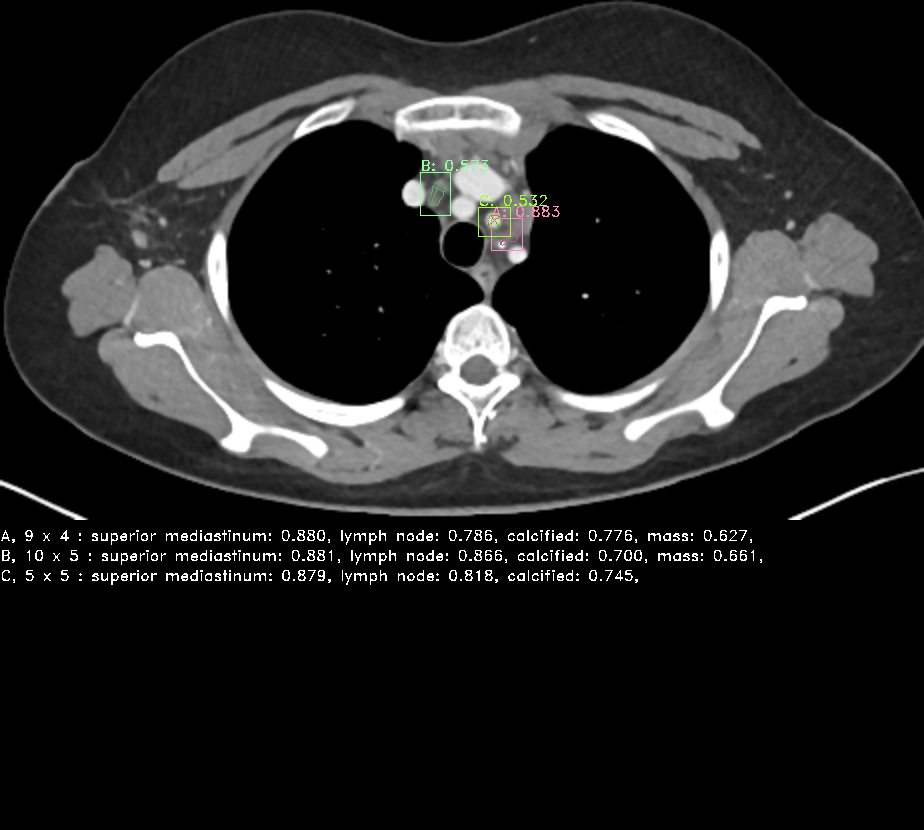 B: 0.573
C: 0.532
A: 0.883
A, 9 x 4 : superior mediastinum: 0.880, lymph node: 0.786, calcified: 0.776, mass: 0.627,
B, 10 x 5 : superior mediastinum: 0.881, lymph node: 0.866, calcified: 0.700, mass: 0.661,
C, 5 x 5 : superior mediastinum: 0.879, lymph node: 0.818, calcified: 0.745,